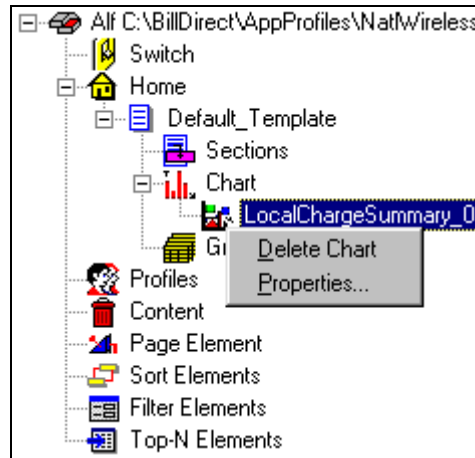 Alf C:\BillDirect\AppProfiles\NatlWireless
Switch
Home
Default_Template
Sections
Chart
LocalChargeSummary_0
Delete Chart
Properties...
Profiles
Content
Page Element
Sort Elements
Filter Elements
Top-N Elements